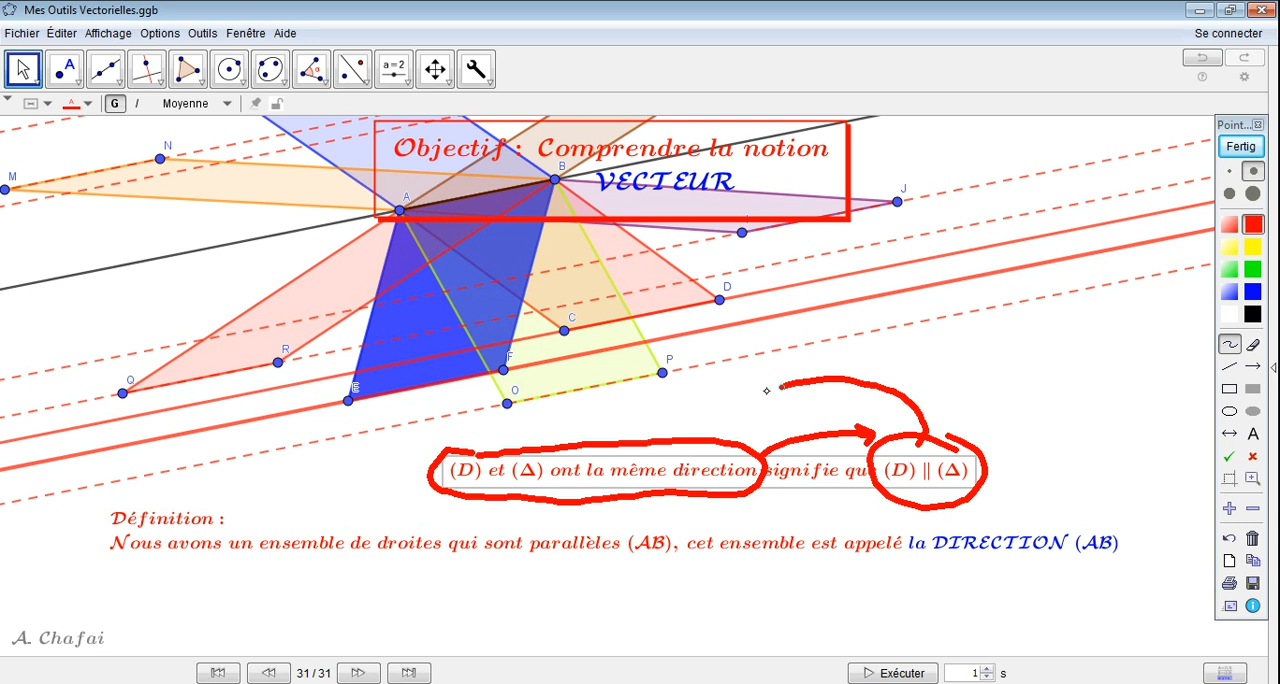 Mes Outils Vectorielles.ggb
Fichier Éditer Affichage Options Outils Fenêtre Aide
Se connecter
A
a=2
A G I Moyenne
Point...
Fertig
Objectif : Comprendre la notion
VECTEUR
N
M
B
A
J
D
C
R
Q
F
P
E
O
A
(D) et (Δ) ont la même direction signifie que (D) ∥ (Δ)
Définition :
Nous avons un ensemble de droites qui sont parallèles (AB), cet ensemble est appelé la DIRECTION (AB)
A. Chafai
31 / 31
Exécuter 1 s